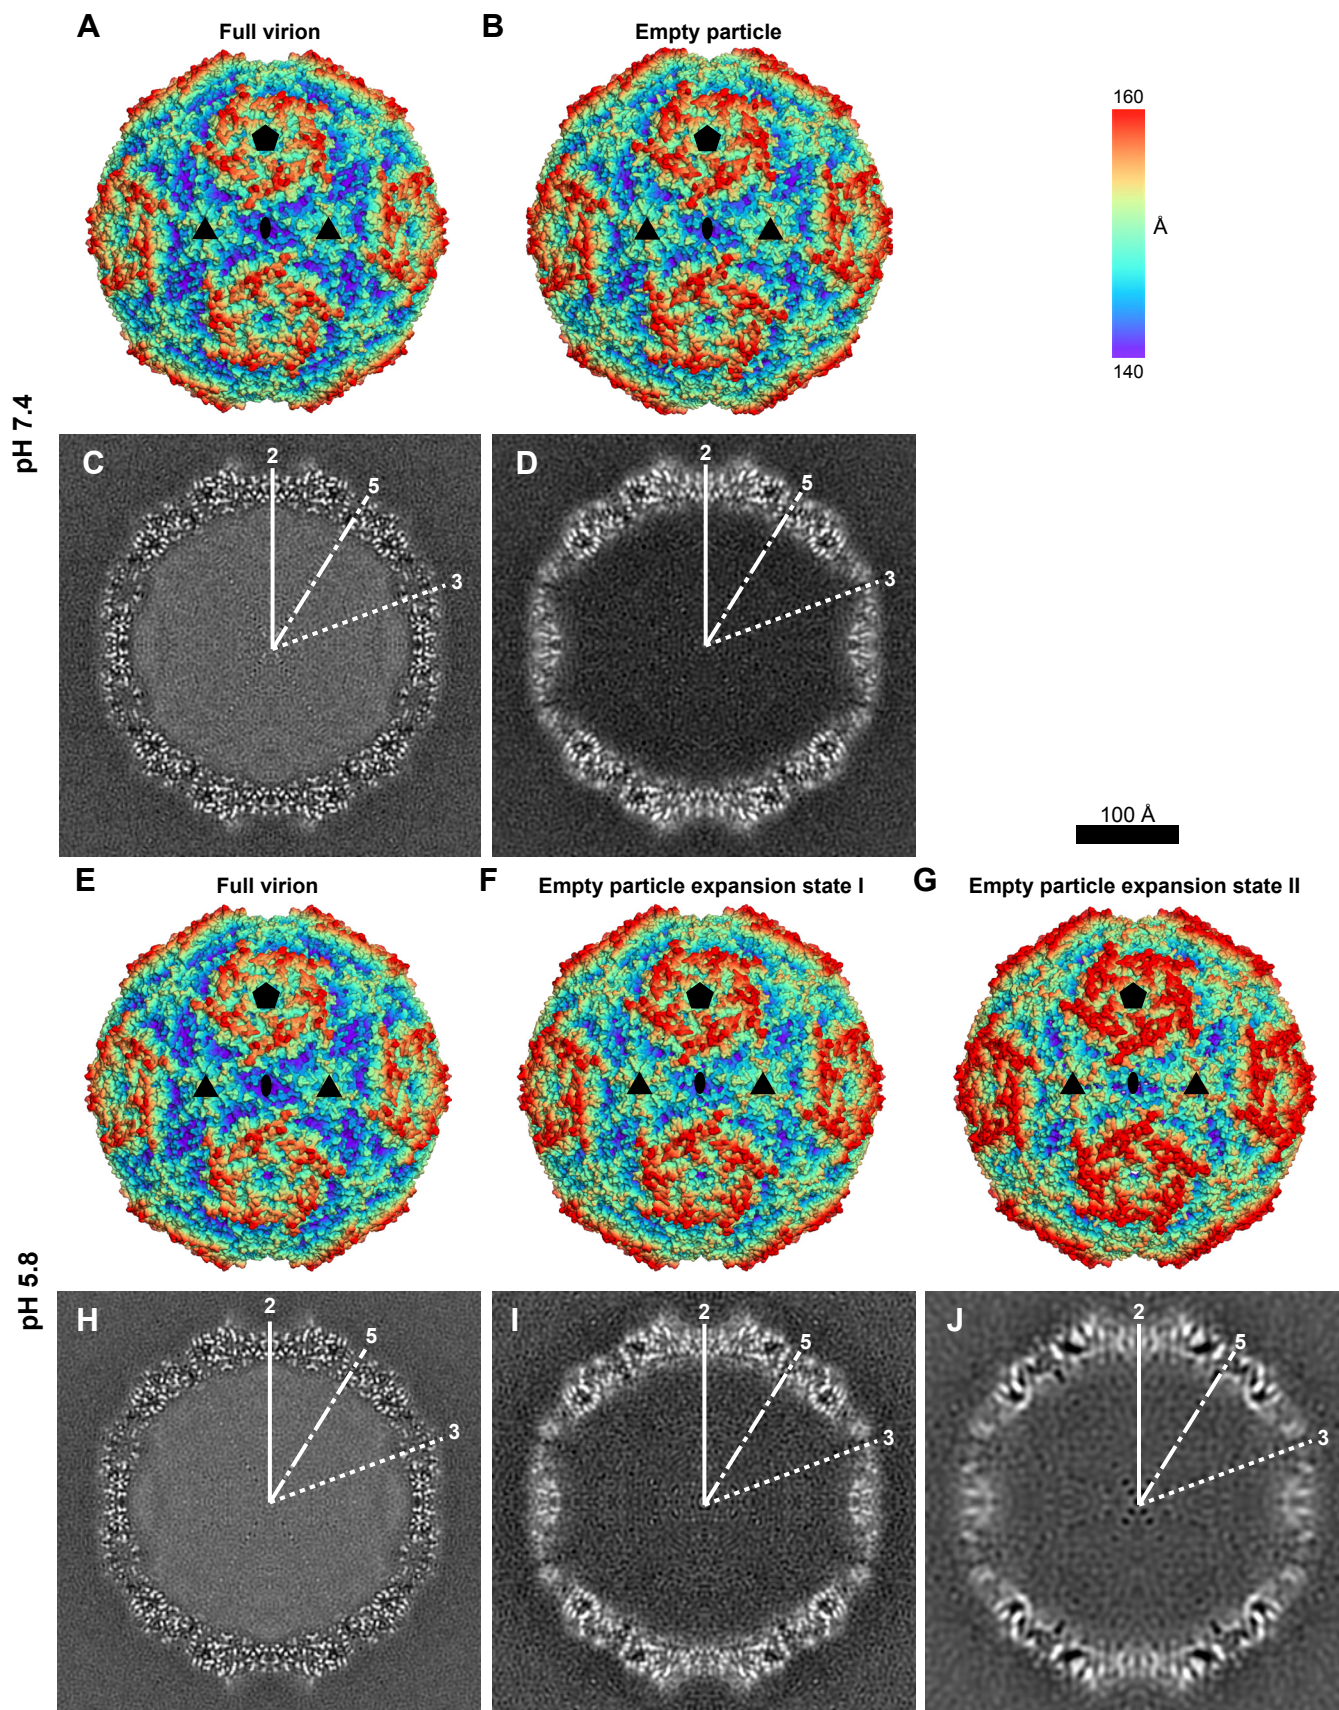 A
Full virion
B
Empty particle
160
Å
140
pH 7.4
C
2
5
3
D
2
5
3
100 Å
E
Full virion
F
Empty particle expansion state I
G
Empty particle expansion state II
pH 5.8
H
2
5
3
I
2
5
3
J
2
5
3